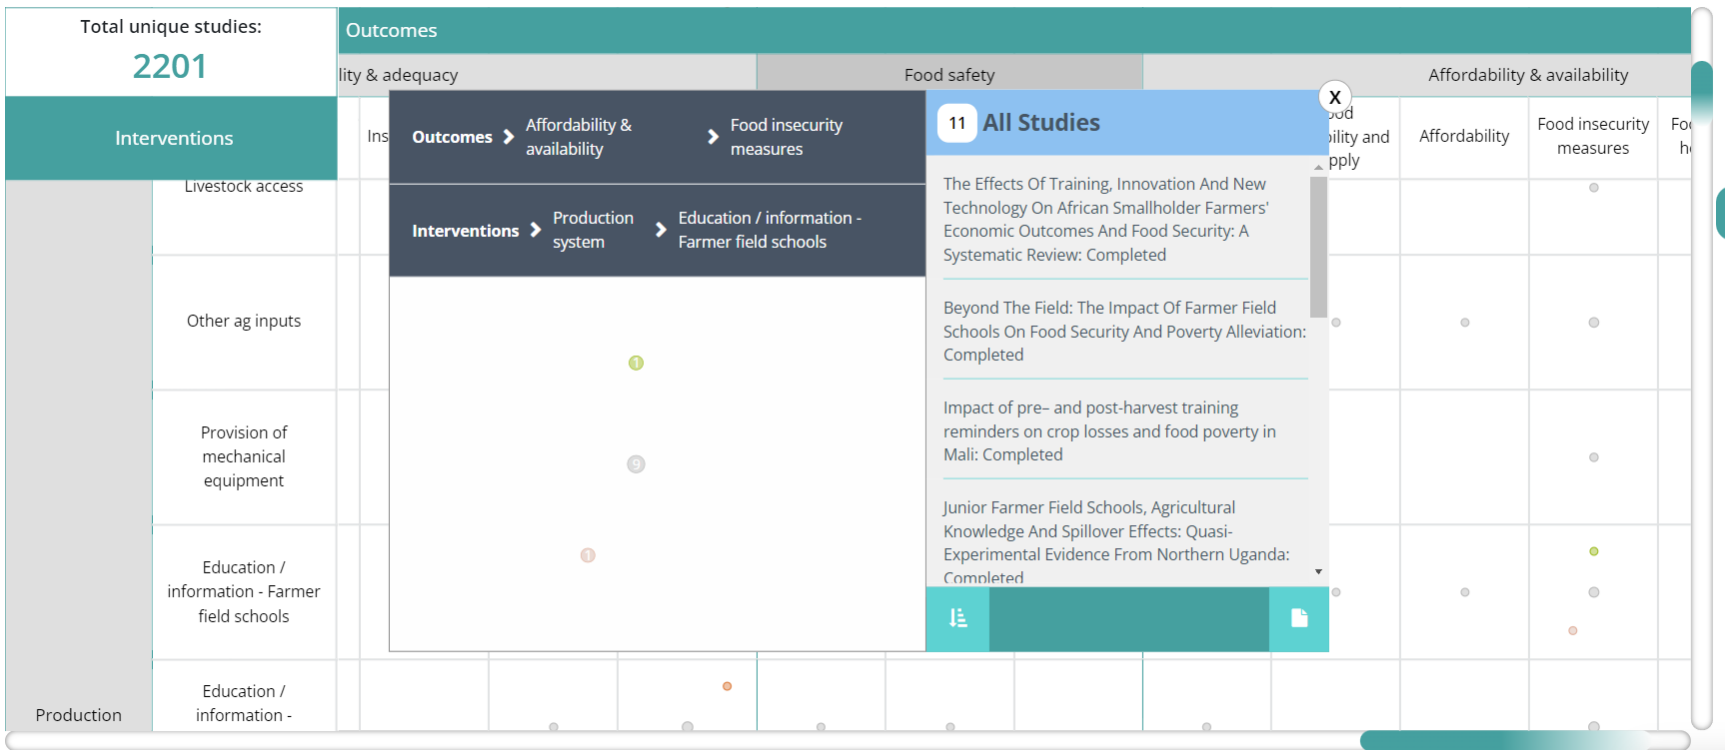 Total unique studies:
2201
Outcomes
lity & adequacy
Food safety
Affordability & availability
Interventions
Ins
Affordability
Food insecurity
measures
ility and
pply
Outcomes
Affordability &
availability
Food insecurity
measures
Interventions
Production
system
Education / information -
Farmer field schools
1
9
1
X
11 All Studies
The Effects Of Training, Innovation And New
Technology On African Smallholder Farmers'
Economic Outcomes And Food Security: A
Systematic Review: Completed
Beyond The Field: The Impact Of Farmer Field
Schools On Food Security And Poverty Alleviation:
Completed
Impact of pre– and post-harvest training
reminders on crop losses and food poverty in
Mali: Completed
Junior Farmer Field Schools, Agricultural
Knowledge And Spillover Effects: Quasi-
Experimental Evidence From Northern Uganda:
Completed
Livestock access
Other ag inputs
Provision of
mechanical
equipment
Education /
information - Farmer
field schools
Education /
information -
Production